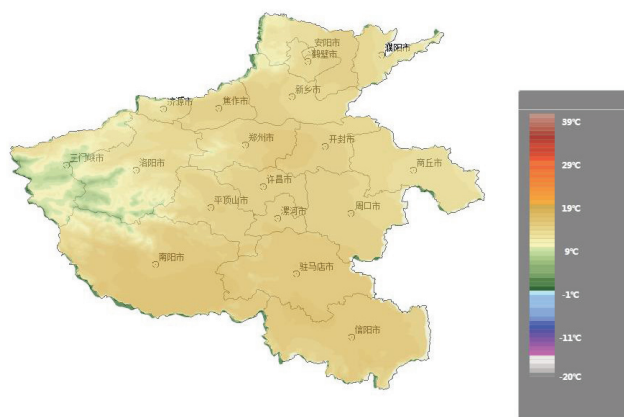 安阳市
濮阳市
鹤壁市
新乡市
济源市
焦作市
郑州市
开封市
三门峡市
洛阳市
商丘市
许昌市
平顶山市
漯河市
周口市
南阳市
驻马店市
信阳市
39℃
29℃
19℃
9℃
-1℃
-11℃
-20℃